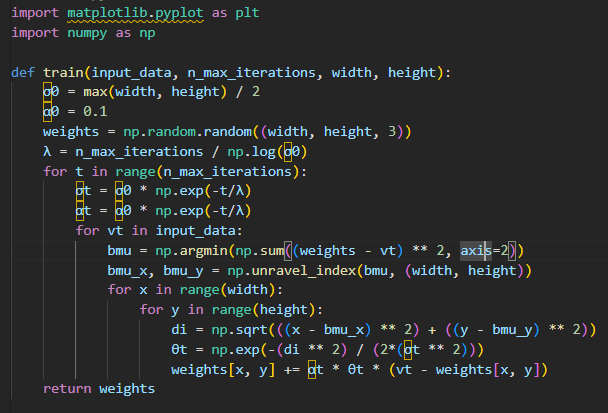 import matplotlib.pyplot as plt
import numpy as np

def train(input_data, n_max_iterations, width, height):
    σ0 = max(width, height) / 2
    α0 = 0.1
    weights = np.random.random((width, height, 3))
    λ = n_max_iterations / np.log(σ0)
    for t in range(n_max_iterations):
        σt = σ0 * np.exp(-t/λ)
        αt = α0 * np.exp(-t/λ)
        for vt in input_data:
            bmu = np.argmin(np.sum((weights - vt) ** 2, axis=2))
            bmu_x, bmu_y = np.unravel_index(bmu, (width, height))
            for x in range(width):
                for y in range(height):
                    di = np.sqrt(((x - bmu_x) ** 2) + ((y - bmu_y) ** 2))
                    θt = np.exp(-(di ** 2) / (2*(σt ** 2)))
                    weights[x, y] += αt * θt * (vt - weights[x, y])
    return weights